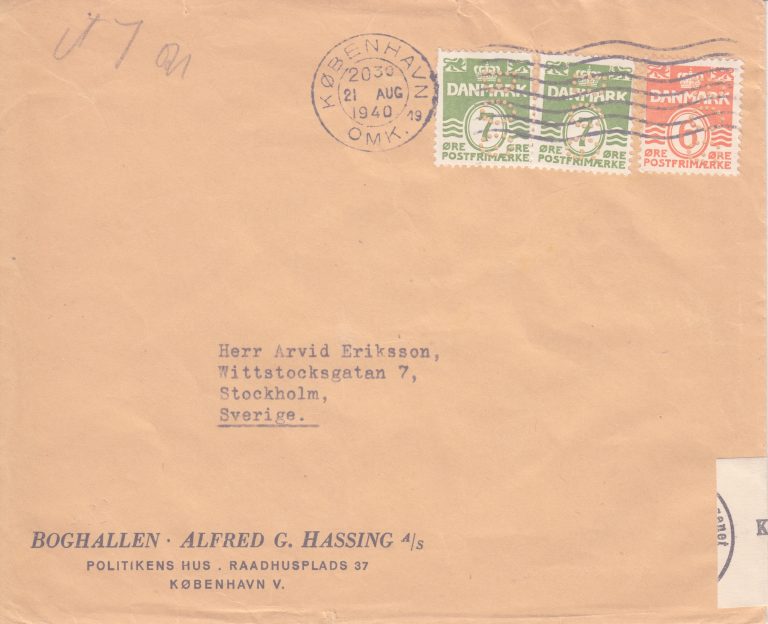 KØBENHAVN
2030
21 AUG
1940
19
OMK.
DANMARK
7
ØRE ØRE
POSTFRIMÆRKE
DANMARK
7
ØRE ØRE
POSTFRIMÆRKE
DANMARK
6
ØRE ØRE
POSTFRIMÆRKE
Herr Arvid Eriksson,
Wittstocksgatan 7,
Stockholm,
Sverige.
BOGHALLEN · ALFRED G. HASSING A/S
POLITIKENS HUS . RAADHUSPLADS 37
KØBENHAVN V.
K